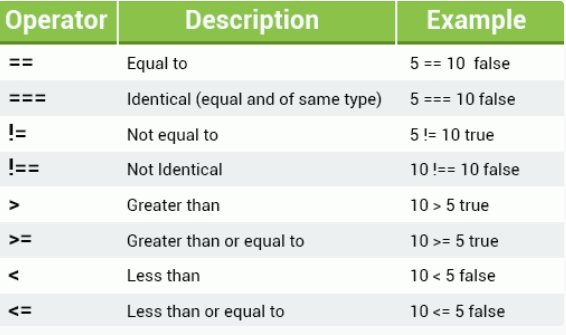 Operator Description Example
== Equal to 5 == 10 false
=== Identical (equal and of same type) 5 === 10 false
!= Not equal to 5 != 10 true
!== Not Identical 10 !== 10 false
> Greater than 10 > 5 true
>= Greater than or equal to 10 >= 5 true
< Less than 10 < 5 false
<= Less than or equal to 10 <= 5 false